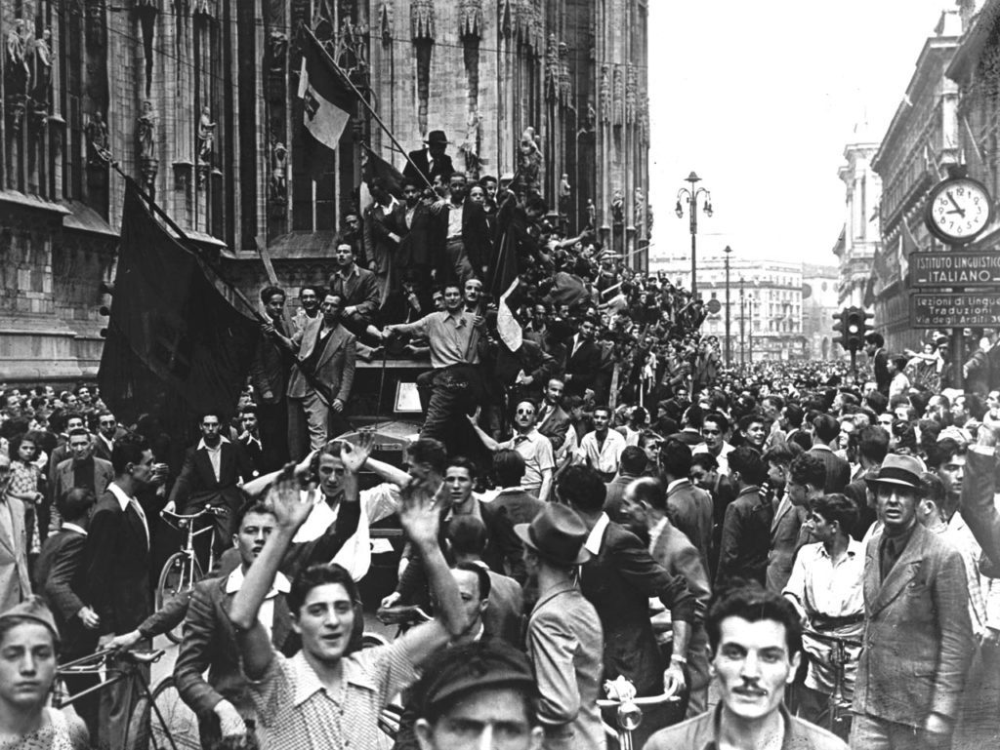 ISTITUTO LINGUISTICO
ITALIANO
Lezioni di Lingue
Traduzioni
Via degli Arditi